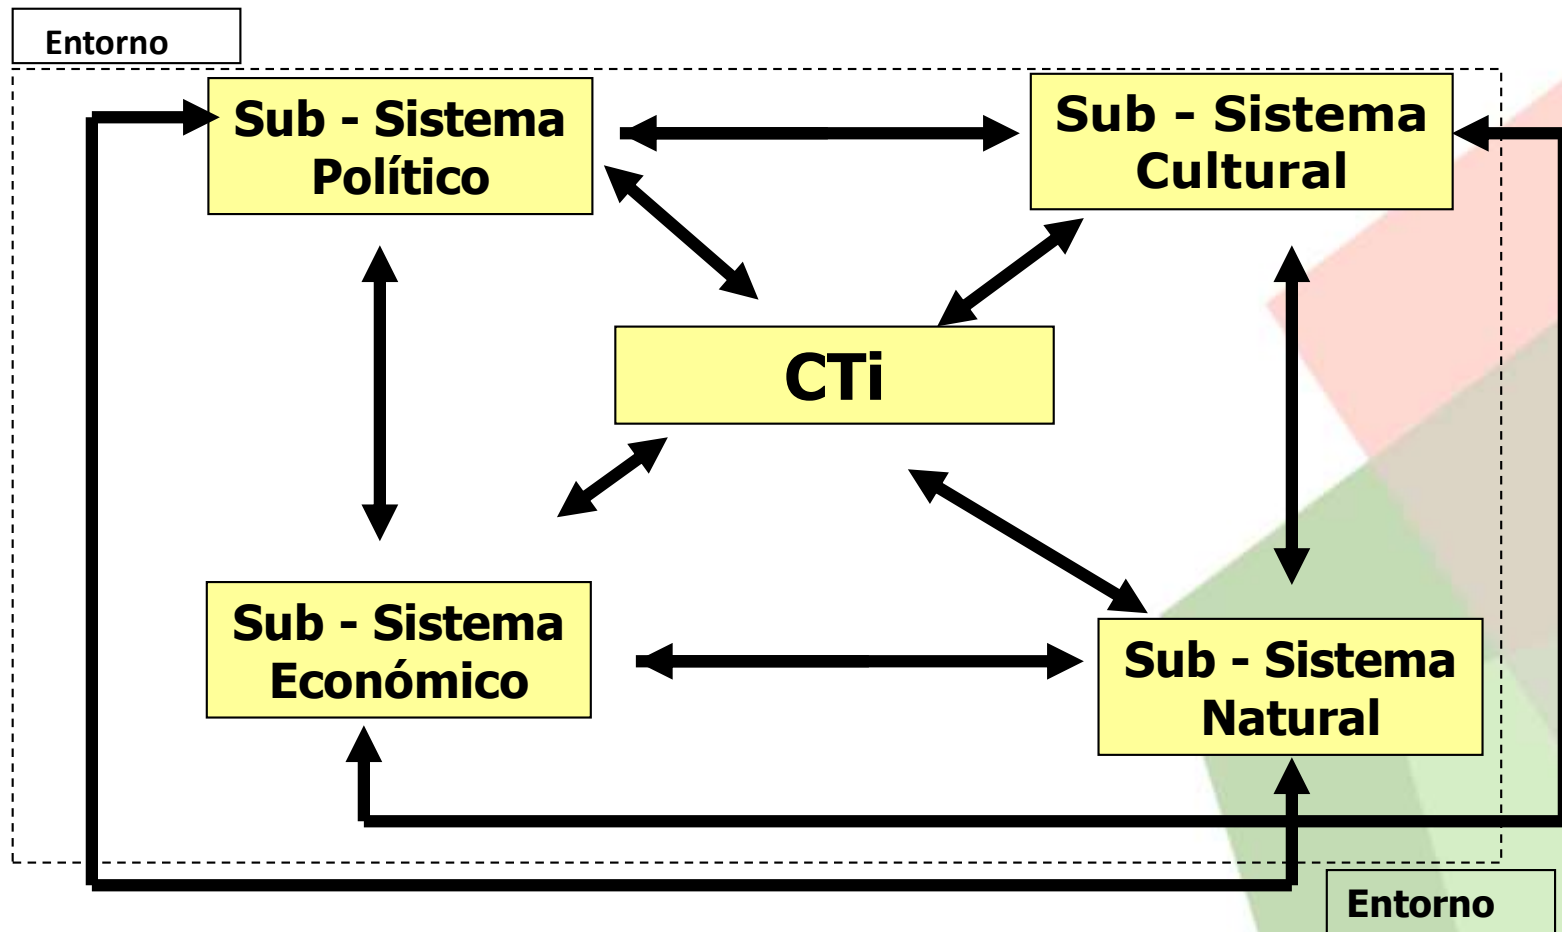 Entorno
Sub - Sistema
Político
Sub - Sistema
Cultural
CTi
Sub - Sistema
Económico
Sub - Sistema
Natural
Entorno